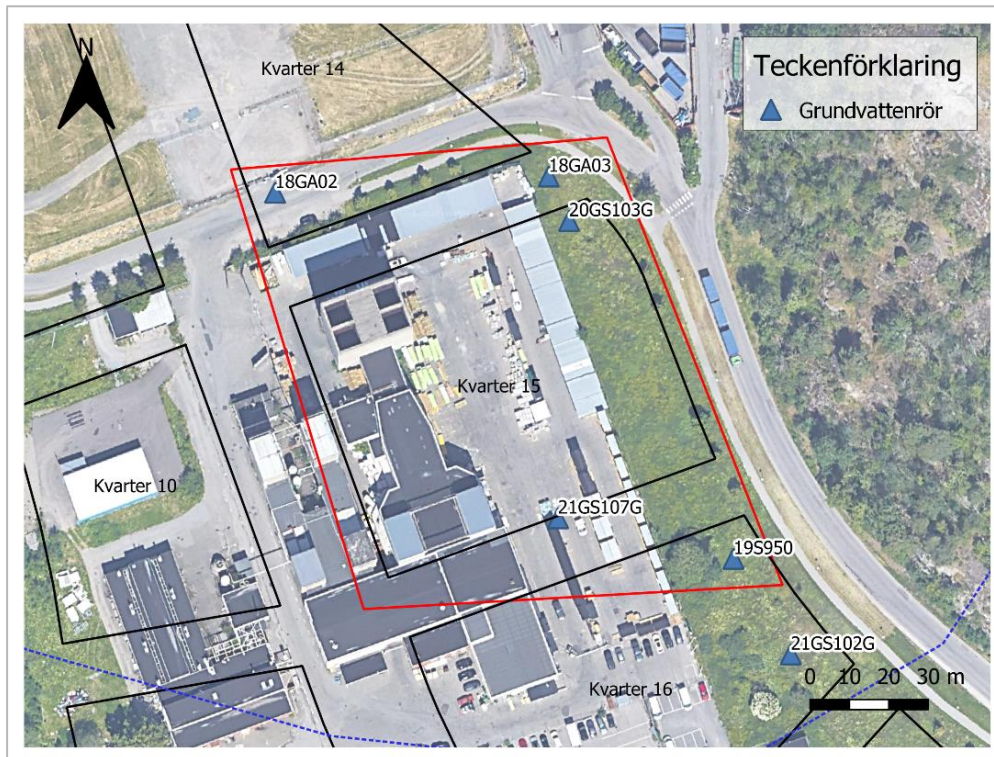 N
Kvarter 14
Teckenförklaring
Grundvattenrör
18GA02
18GA03
20GS103G
Kvarter 15
Kvarter 10
21GS107G
19S950
21GS102G
0 10 20 30 m
Kvarter 16